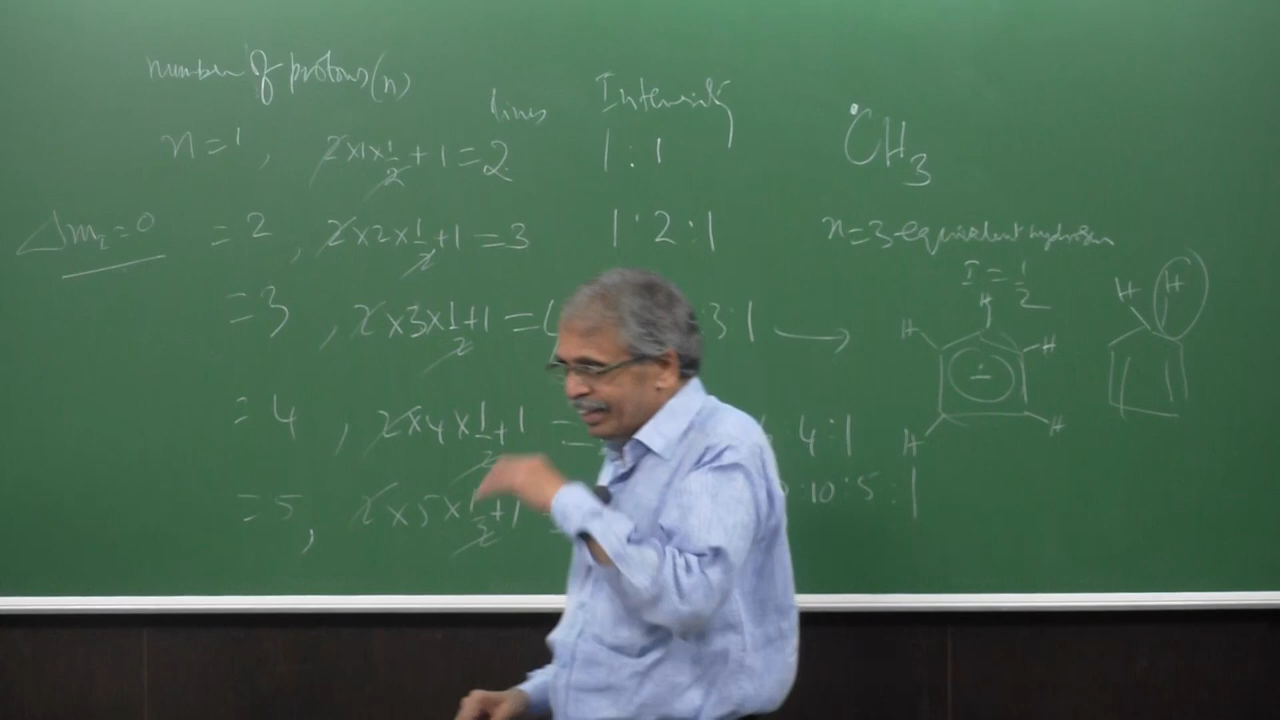 number of protons (n)
lines Intensity
n = 1 , 2×1×1/2 + 1 = 2 1 : 1
ĊH3
Δm_I = 0
= 2 , 2×2×1/2 + 1 = 3 1 : 2 : 1
n = 3 equivalent hydrogen
I = 1/2
= 3 , 2×3×1/2 + 1 = 3 : 1 →
= 4 , 2×4×1/2 + 1 = 4 : 1
= 5 , 2×5×1/2 + 1 : 10 : 5 : 1
H
H H
H H
−
H H